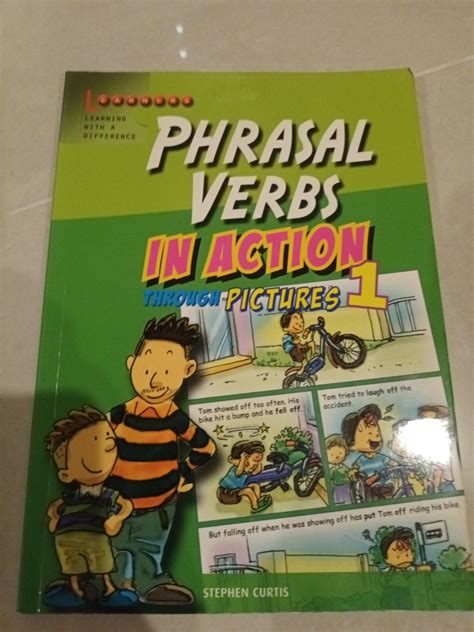 LEARNERS
LEARNING
WITH A
DIFFERENCE
PHRASAL
VERBS
IN ACTION
THROUGH PICTURES 1
Tom showed off too often. His
bike hit a bump and he fell off.
Tom tried to laugh off the
accident.
But falling off when he was showing off has put Tom off riding his bike.
STEPHEN CURTIS